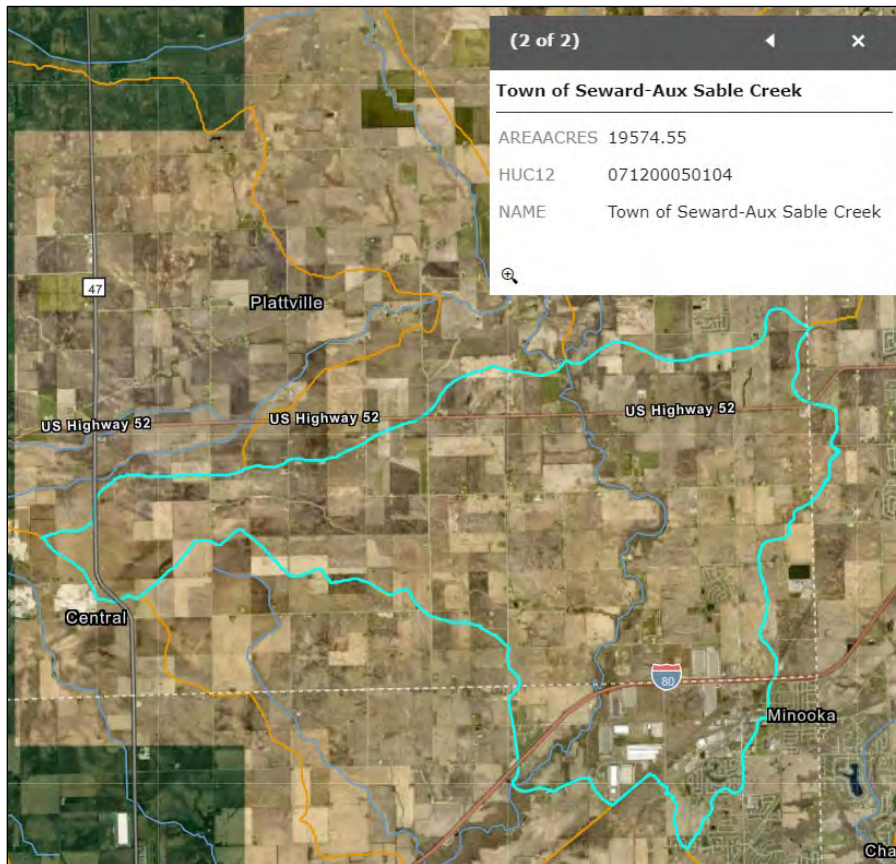 (2 of 2)
Town of Seward-Aux Sable Creek
AREAACRES 19574.55
HUC12 071200050104
NAME Town of Seward-Aux Sable Creek
47
Plattville
US Highway 52
US Highway 52
US Highway 52
Central
80
Minooka
Cha